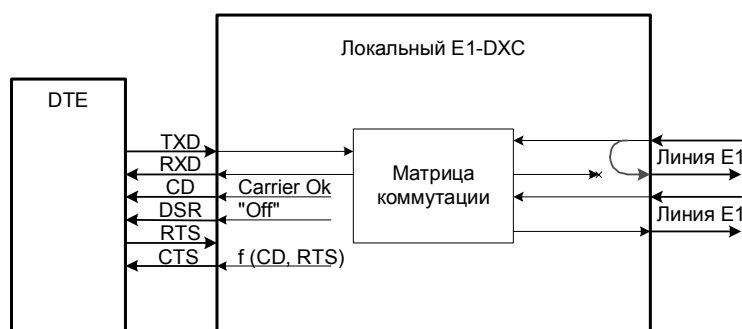 Локальный E1-DXC
DTE
TXD
RXD
CD
Carrier Ok
DSR
"Off"
RTS
CTS
f (CD, RTS)
Матрица
коммутации
Линия E1
Линия E1